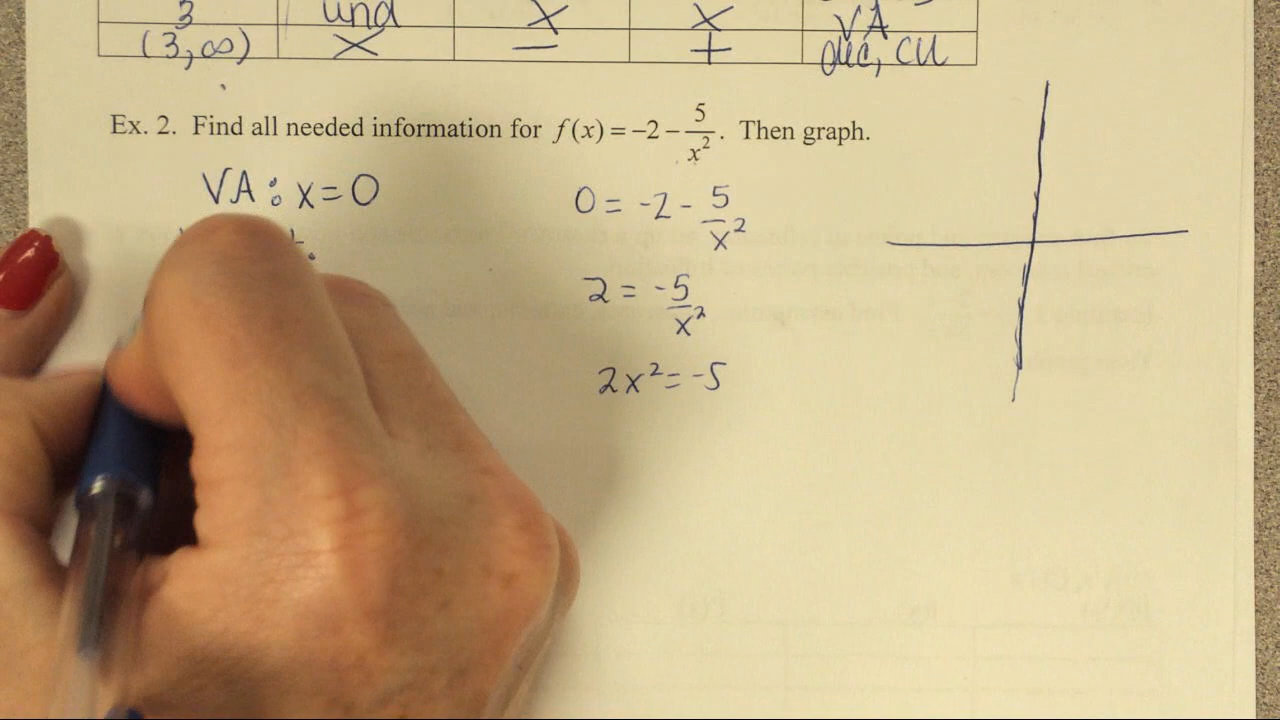 3 und X X VA
(3,∞) X — + dec, CU
Ex. 2. Find all needed information for f(x) = −2 − 5/x². Then graph.
VA: x=0
0 = -2 - 5/x²
2 = -5/x²
2x² = -5